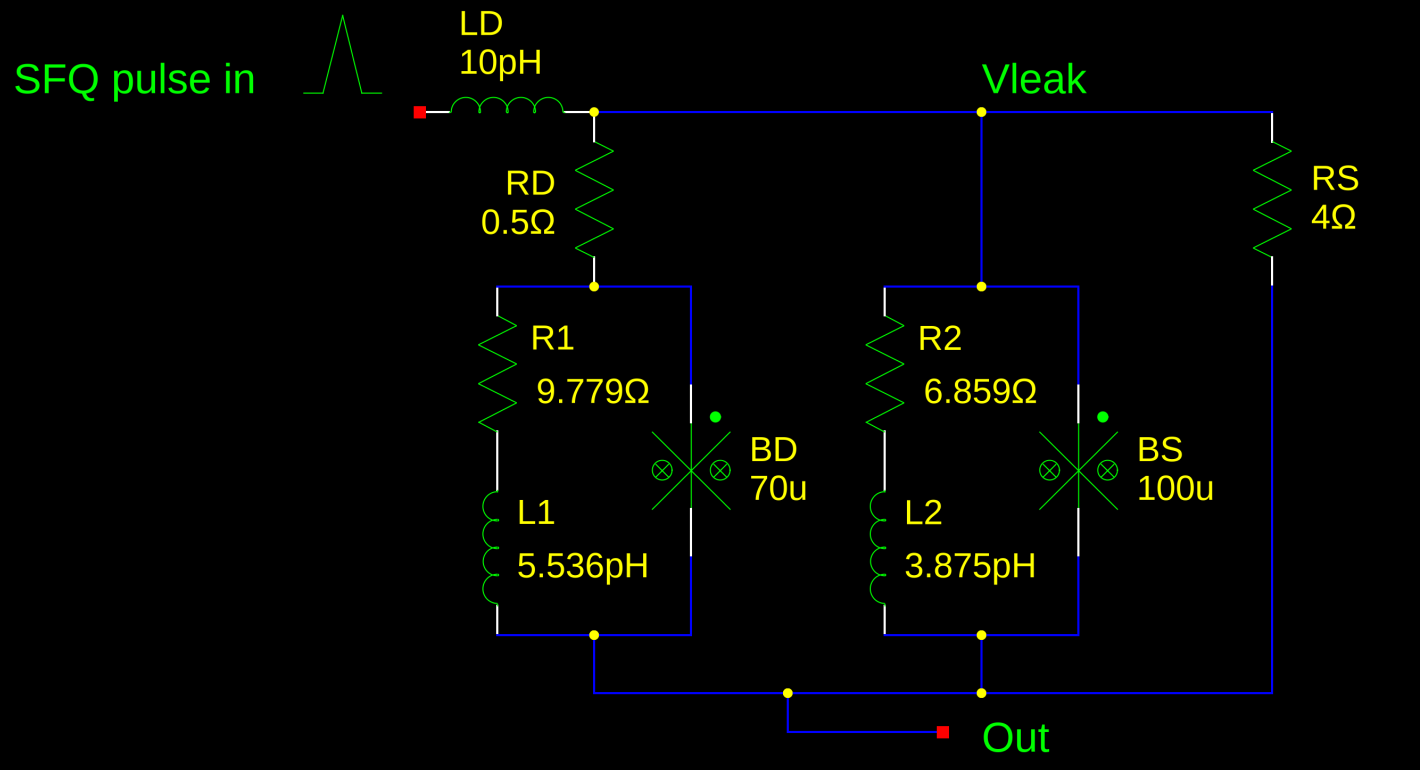 LD
10pH
SFQ pulse in
Vleak
RD
0.5Ω
RS
4Ω
R1
9.779Ω
R2
6.859Ω
BD
70u
BS
100u
L1
5.536pH
L2
3.875pH
Out